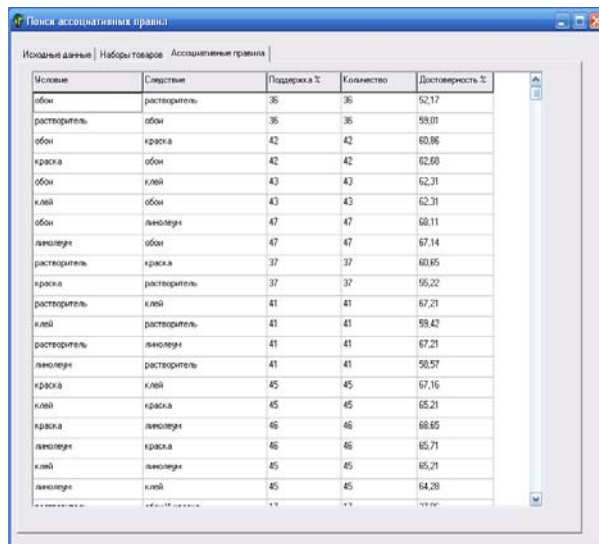 Поиск ассоциативных правил
Исходные данные Наборы товаров Ассоциативные правила
Условие Следствие Поддержка % Количество Достоверность %
обои растворитель 36 36 52,17
растворитель обои 36 36 59,01
обои краска 42 42 60,86
краска обои 42 42 62,68
обои клей 43 43 62,31
клей обои 43 43 62,31
обои линолеум 47 47 68,11
линолеум обои 47 47 67,14
растворитель краска 37 37 60,65
краска растворитель 37 37 55,22
растворитель клей 41 41 67,21
клей растворитель 41 41 59,42
растворитель линолеум 41 41 67,21
линолеум растворитель 41 41 58,57
краска клей 45 45 67,16
клей краска 45 45 65,21
краска линолеум 46 46 68,65
линолеум краска 46 46 65,71
клей линолеум 45 45 65,21
линолеум клей 45 45 64,28